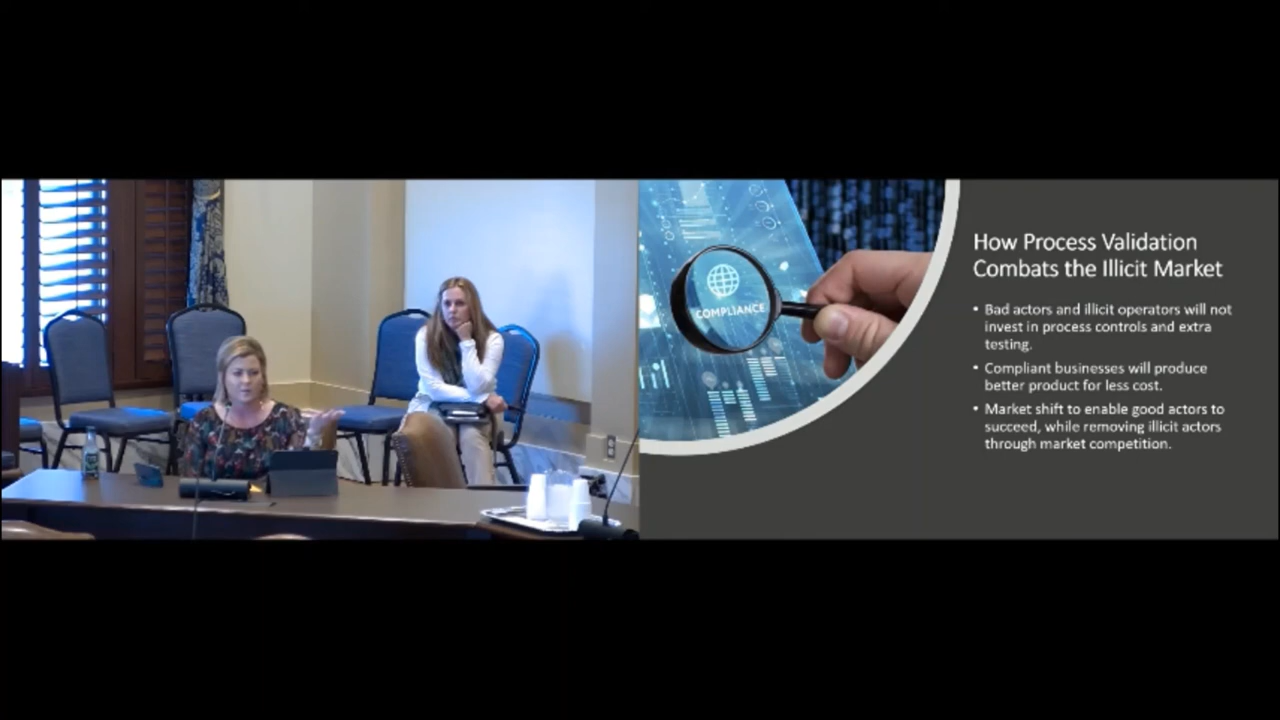 COMPLIANCE
How Process Validation
Combats the Illicit Market
• Bad actors and illicit operators will not
invest in process controls and extra
testing.
• Compliant businesses will produce
better product for less cost.
• Market shift to enable good actors to
succeed, while removing illicit actors
through market competition.